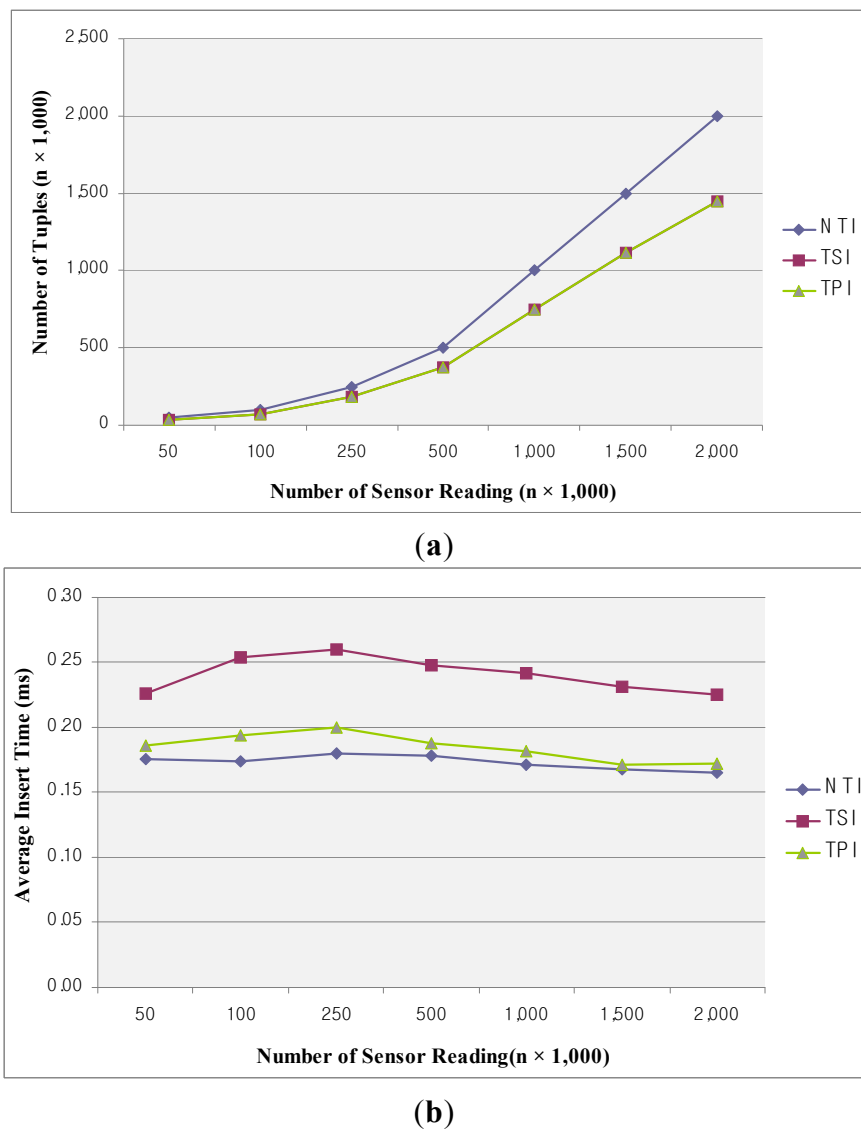 2,500
2,000
1,500
1,000
500
0
Number of Tuples (n × 1,000)
50 100 250 500 1,000 1,500 2,000
Number of Sensor Reading (n × 1,000)
NTI
TSI
TPI
(a)
0.30
0.25
0.20
0.15
0.10
0.05
0.00
Average Insert Time (ms)
50 100 250 500 1,000 1,500 2,000
Number of Sensor Reading(n × 1,000)
NTI
TSI
TPI
(b)